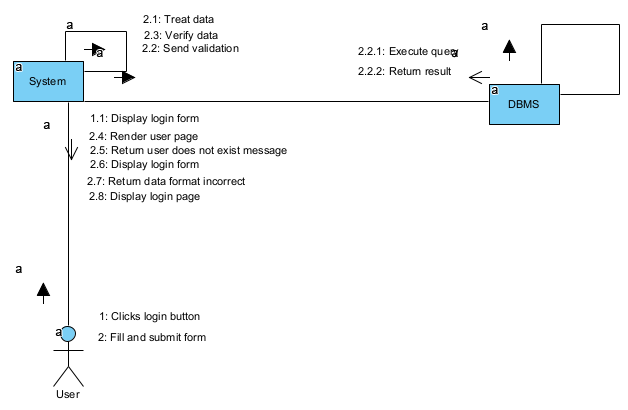 a
2.1: Treat data
2.3: Verify data
2.2: Send validation
a
a
System
a
2.2.1: Execute query
a
2.2.2: Return result
a
DBMS
a
1.1: Display login form
2.4: Render user page
2.5: Return user does not exist message
2.6: Display login form
2.7: Return data format incorrect
2.8: Display login page
a
1: Clicks login button
2: Fill and submit form
a
User